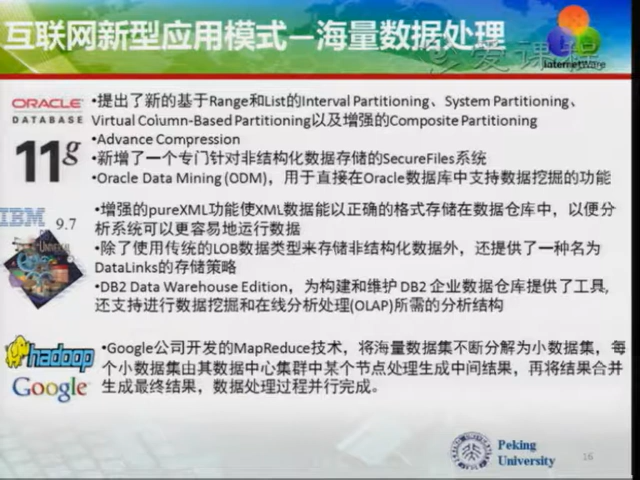 互联网新型应用模式—海量数据处理
爱课程
InternetWare
ORACLE
DATABASE
11g
•提出了新的基于Range和List的Interval Partitioning、System Partitioning、
Virtual Column-Based Partitioning以及增强的Composite Partitioning
•Advance Compression
•新增了一个专门针对非结构化数据存储的SecureFiles系统
•Oracle Data Mining (ODM)，用于直接在Oracle数据库中支持数据挖掘的功能
IBM 9.7
•增强的pureXML功能使XML数据能以正确的格式存储在数据仓库中，以便分
析系统可以更容易地运行数据
•除了使用传统的LOB数据类型来存储非结构化数据外，还提供了一种名为
DataLinks的存储策略
•DB2 Data Warehouse Edition，为构建和维护 DB2 企业数据仓库提供了工具,
还支持进行数据挖掘和在线分析处理(OLAP)所需的分析结构
hadoop
Google
•Google公司开发的MapReduce技术，将海量数据集不断分解为小数据集，每
个小数据集由其数据中心集群中某个节点处理生成中间结果，再将结果合并
生成最终结果，数据处理过程并行完成。
Peking
University
16